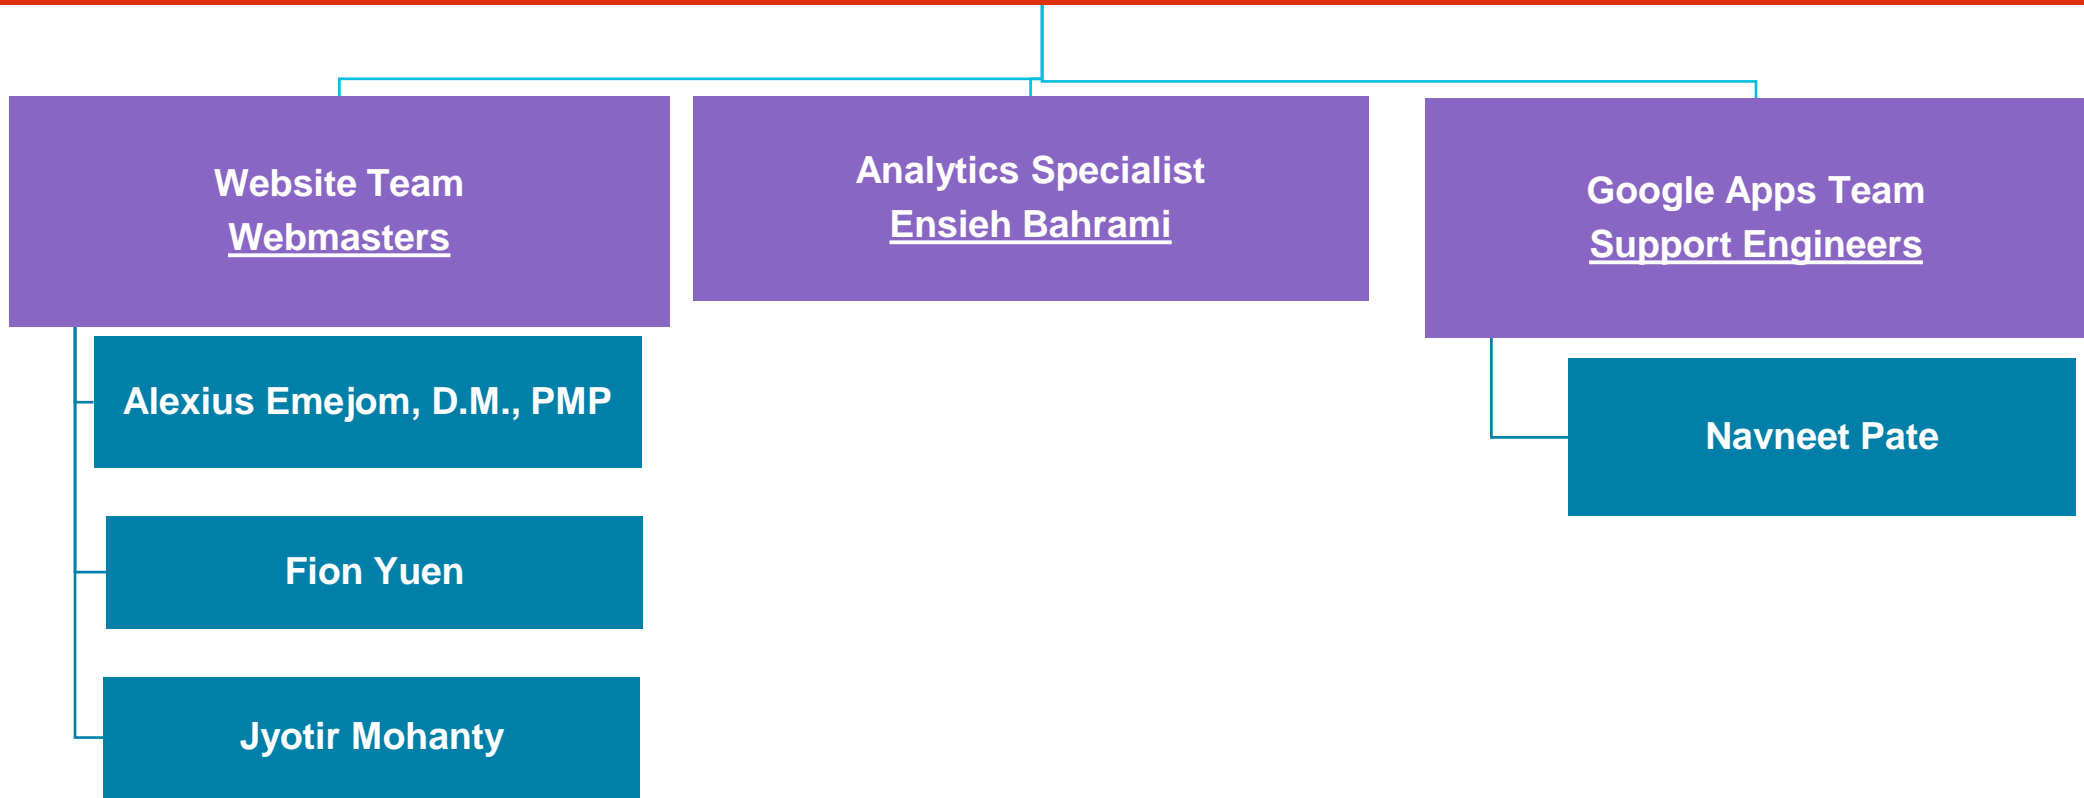 Website Team
Webmasters
Analytics Specialist
Ensieh Bahrami
Google Apps Team
Support Engineers
Alexius Emejom, D.M., PMP
Fion Yuen
Jyotir Mohanty
Navneet Pate